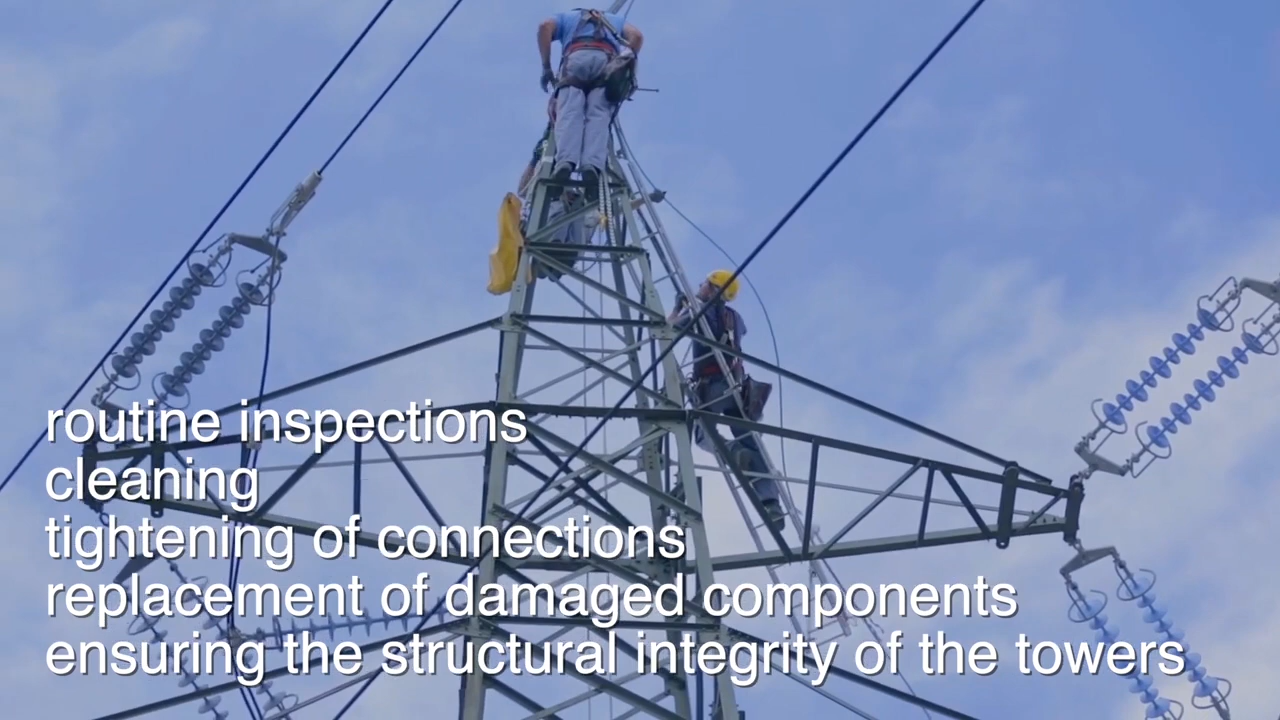 routine inspections
cleaning
tightening of connections
replacement of damaged components
ensuring the structural integrity of the towers